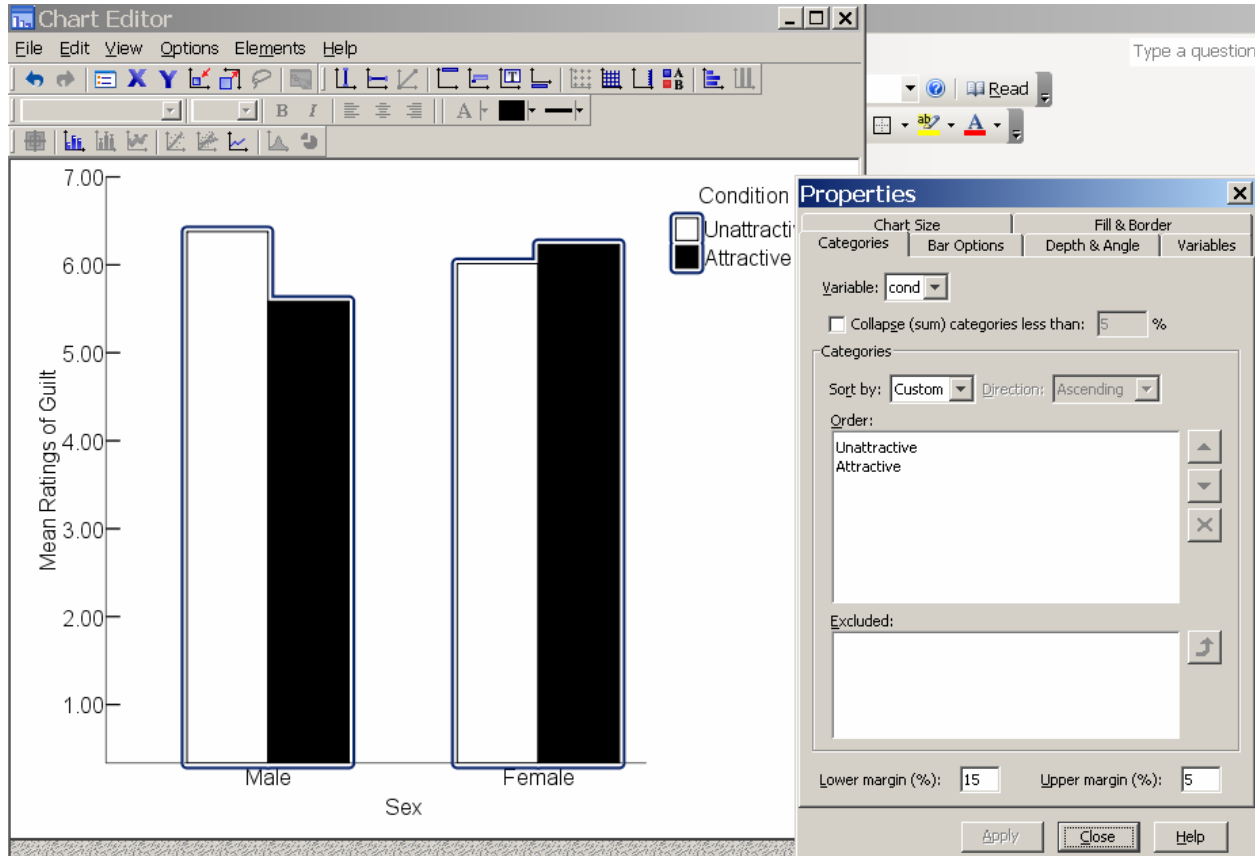 Chart Editor
File Edit View Options Elements Help
Type a question
Read
B I A
7.00
6.00
5.00
4.00
3.00
2.00
1.00
Mean Ratings of Guilt
Male Female
Sex
Condition
Attractive
Properties
Chart Size Fill & Border
Categories Bar Options Depth & Angle Variables
Variable: cond
Collapse (sum) categories less than: 5 %
Categories
Sort by: Custom Direction: Ascending
Order:
Unattractive
Attractive
Excluded:
Lower margin (%): 15 Upper margin (%): 5
Apply Close Help